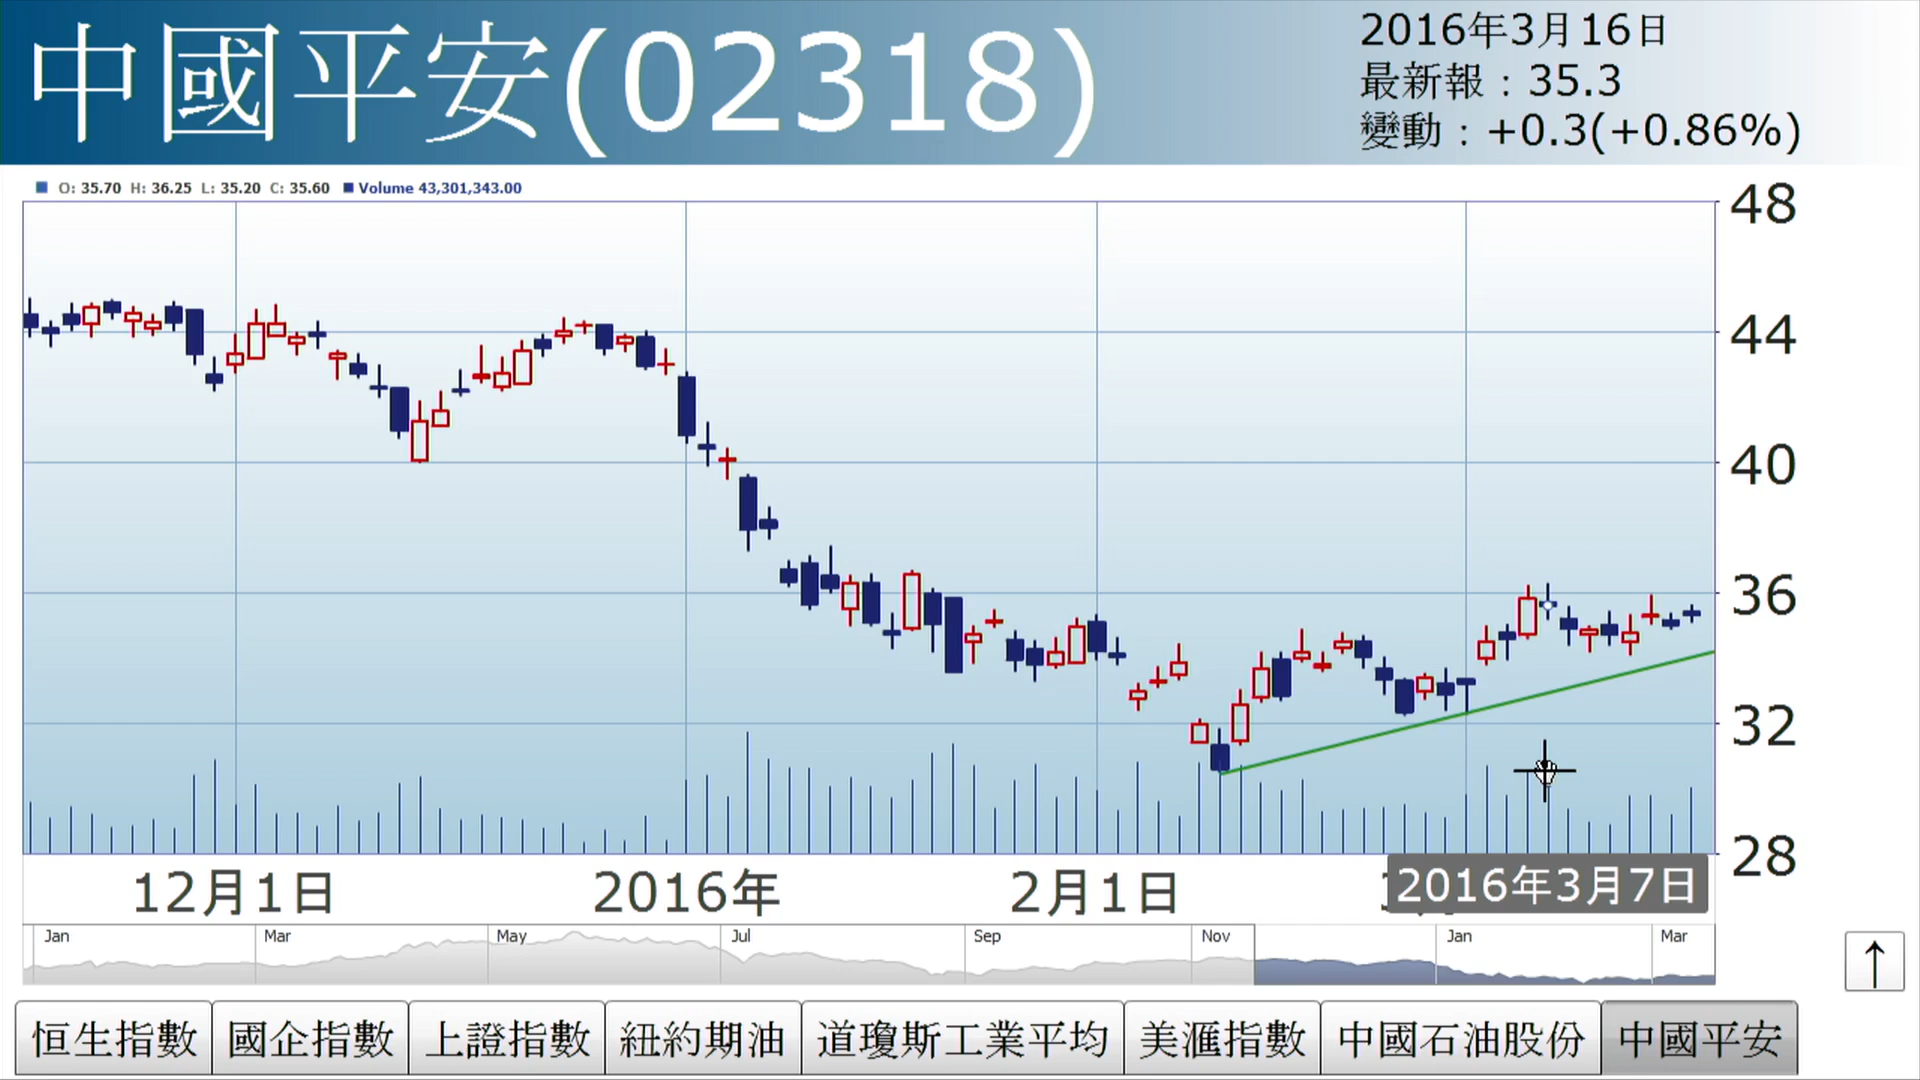 中國平安(02318)
2016年3月16日
最新報：35.3
變動：+0.3(+0.86%)
O: 35.70 H: 36.25 L: 35.20 C: 35.60 Volume 43,301,343.00
48
44
40
36
32
28
12月1日
2016年
2月1日
2016年3月7日
Jan
Mar
May
Jul
Sep
Nov
Jan
Mar
恒生指數
國企指數
上證指數
紐約期油
道瓊斯工業平均
美滙指數
中國石油股份
中國平安